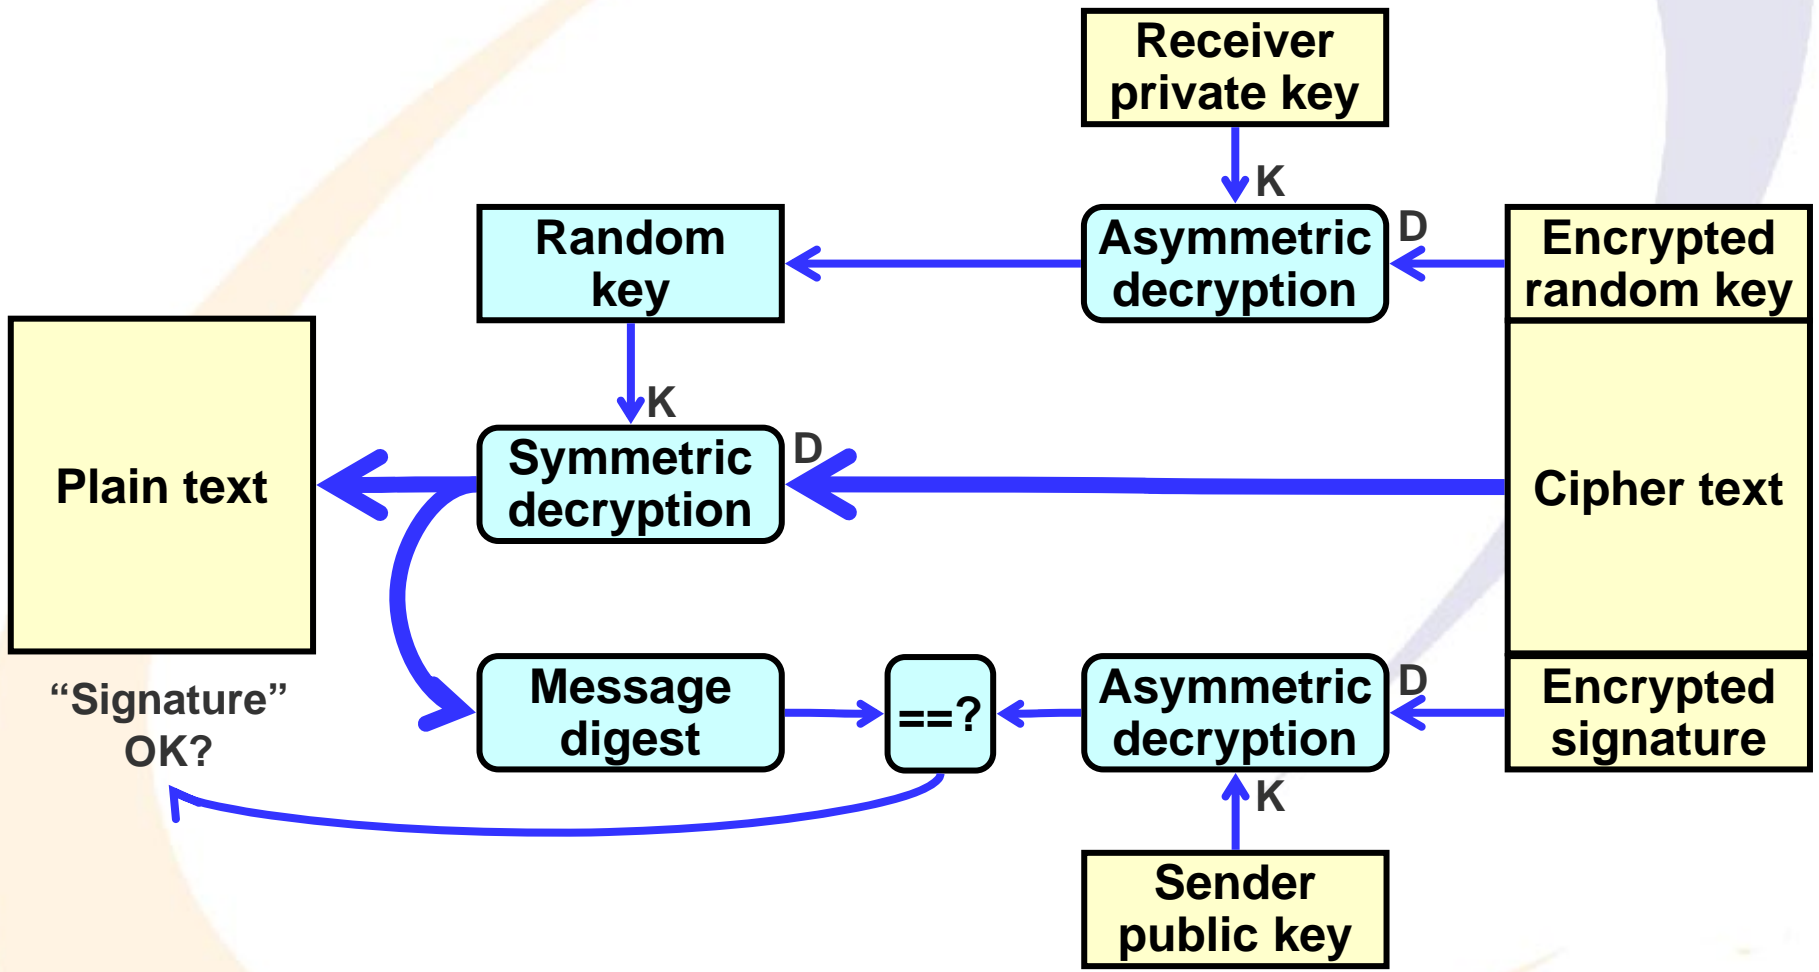 Receiver
private key
K
Random
key
Asymmetric
decryption
D
Encrypted
random key
K
Plain text
Symmetric
decryption
D
Cipher text
“Signature”
OK?
Message
digest
==?
Asymmetric
decryption
D
Encrypted
signature
K
Sender
public key